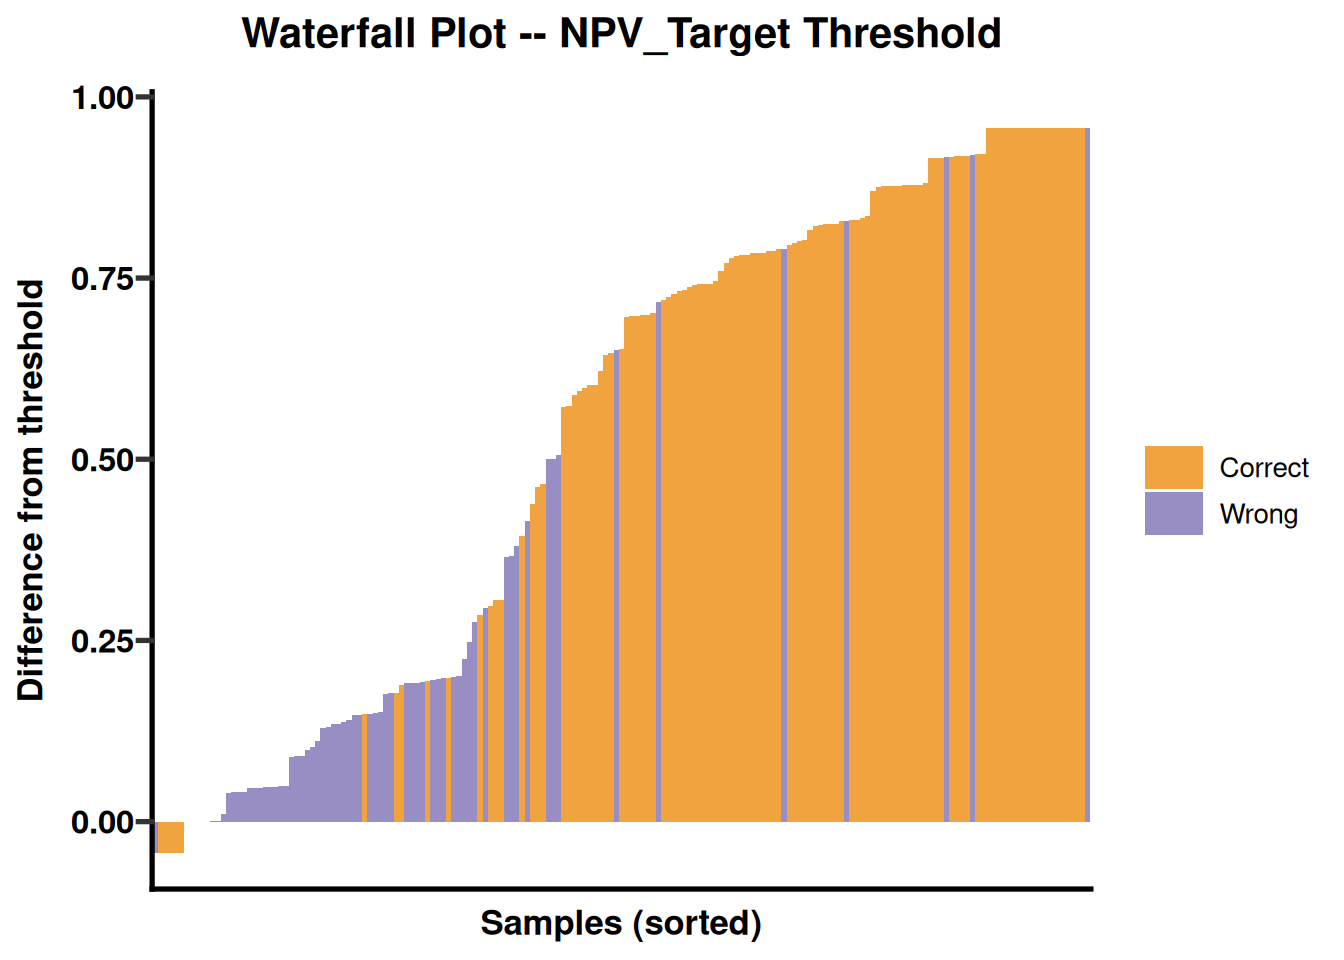 Waterfall Plot -- NPV_Target Threshold
1.00
0.75
0.50
0.25
0.00
Difference from threshold
Samples (sorted)
Correct
Wrong